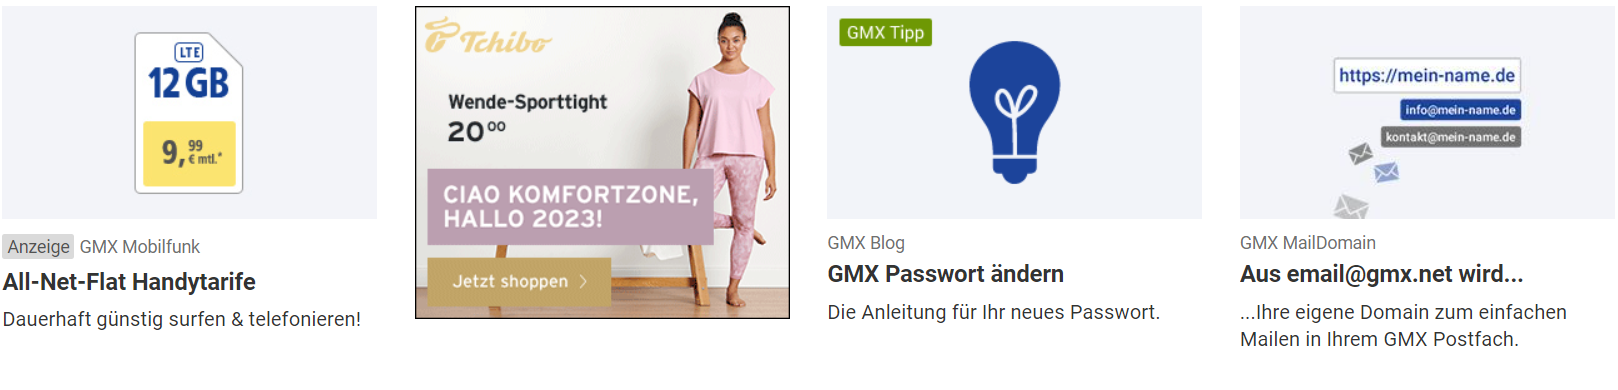 LTE
12 GB
9,99
€ mtl.*
Anzeige GMX Mobilfunk
All-Net-Flat Handytarife
Dauerhaft günstig surfen & telefonieren!
Tchibo
Wende-Sporttight
20⁰⁰
CIAO KOMFORTZONE,
HALLO 2023!
Jetzt shoppen >
GMX Tipp
GMX Blog
GMX Passwort ändern
Die Anleitung für Ihr neues Passwort.
https://mein-name.de
info@mein-name.de
kontakt@mein-name.de
GMX MailDomain
Aus email@gmx.net wird...
...Ihre eigene Domain zum einfachen
Mailen in Ihrem GMX Postfach.